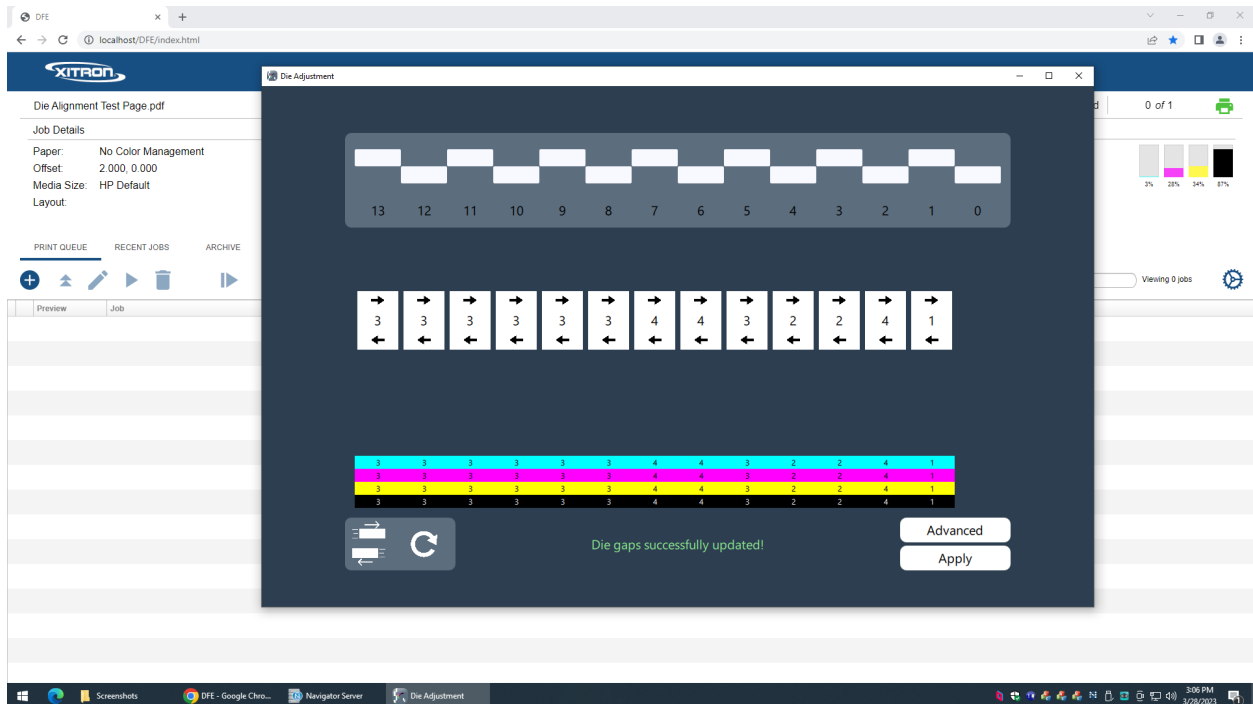 DFE
localhost/DFE/index.html
XITRON
Die Adjustment
Die Alignment Test Page.pdf
d
0 of 1
Job Details
Paper: No Color Management
Offset: 2.000, 0.000
Media Size: HP Default
Layout:
3% 28% 34% 87%
13 12 11 10 9 8 7 6 5 4 3 2 1 0
PRINT QUEUE RECENT JOBS ARCHIVE
Viewing 0 jobs
Preview Job
3 3 3 3 3 3 4 4 3 2 2 4 1
3 3 3 3 3 3 4 4 3 2 2 4 1
3 3 3 3 3 3 4 4 3 2 2 4 1
3 3 3 3 3 3 4 4 3 2 2 4 1
3 3 3 3 3 3 4 4 3 2 2 4 1
Die gaps successfully updated!
Advanced
Apply
Screenshots
DFE - Google Chro...
Navigator Server
Die Adjustment
3:06 PM
3/28/2023